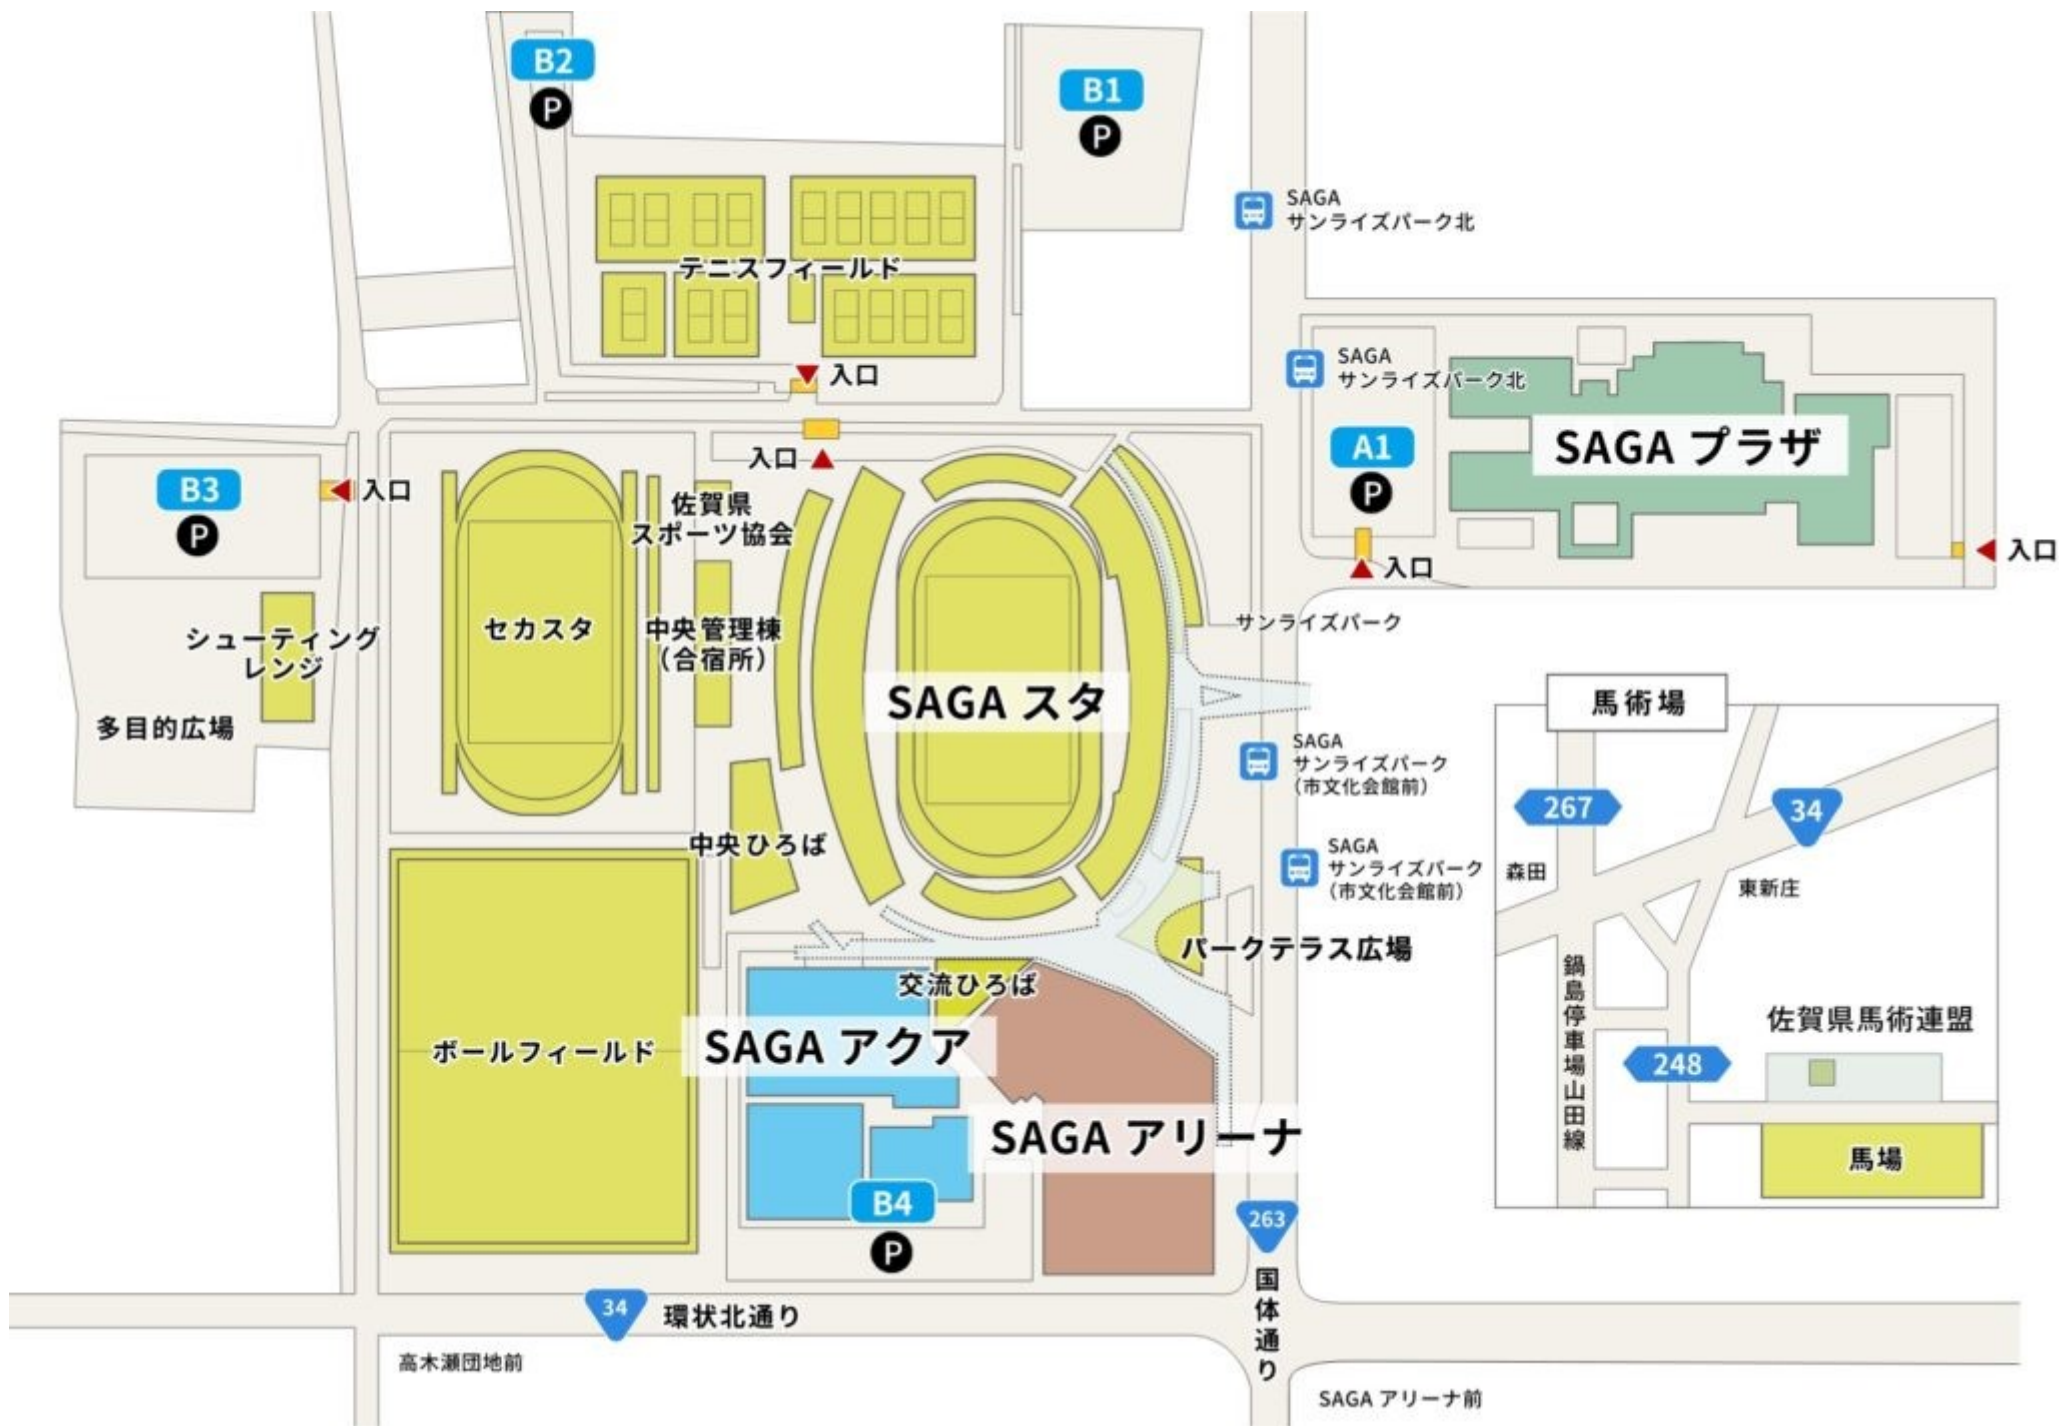 B2
P
B1
P
SAGA
サンライズパーク北
テニスフィールド
入口
SAGA
サンライズパーク北
A1
P
SAGA プラザ
入口
入口
入口
B3
P
入口
佐賀県
スポーツ協会
シューティング
レンジ
多目的広場
セカスタ
中央管理棟
（合宿所）
サンライズパーク
SAGA スタ
SAGA
サンライズパーク
（市文化会館前）
SAGA
サンライズパーク
（市文化会館前）
中央ひろば
パークテラス広場
交流ひろば
ボールフィールド
SAGA アクア
SAGA アリーナ
B4
P
263
国体通り
34
環状北通り
高木瀬団地前
SAGA アリーナ前
馬術場
267
34
森田
東新庄
鍋島停車場山田線
佐賀県馬術連盟
248
馬場